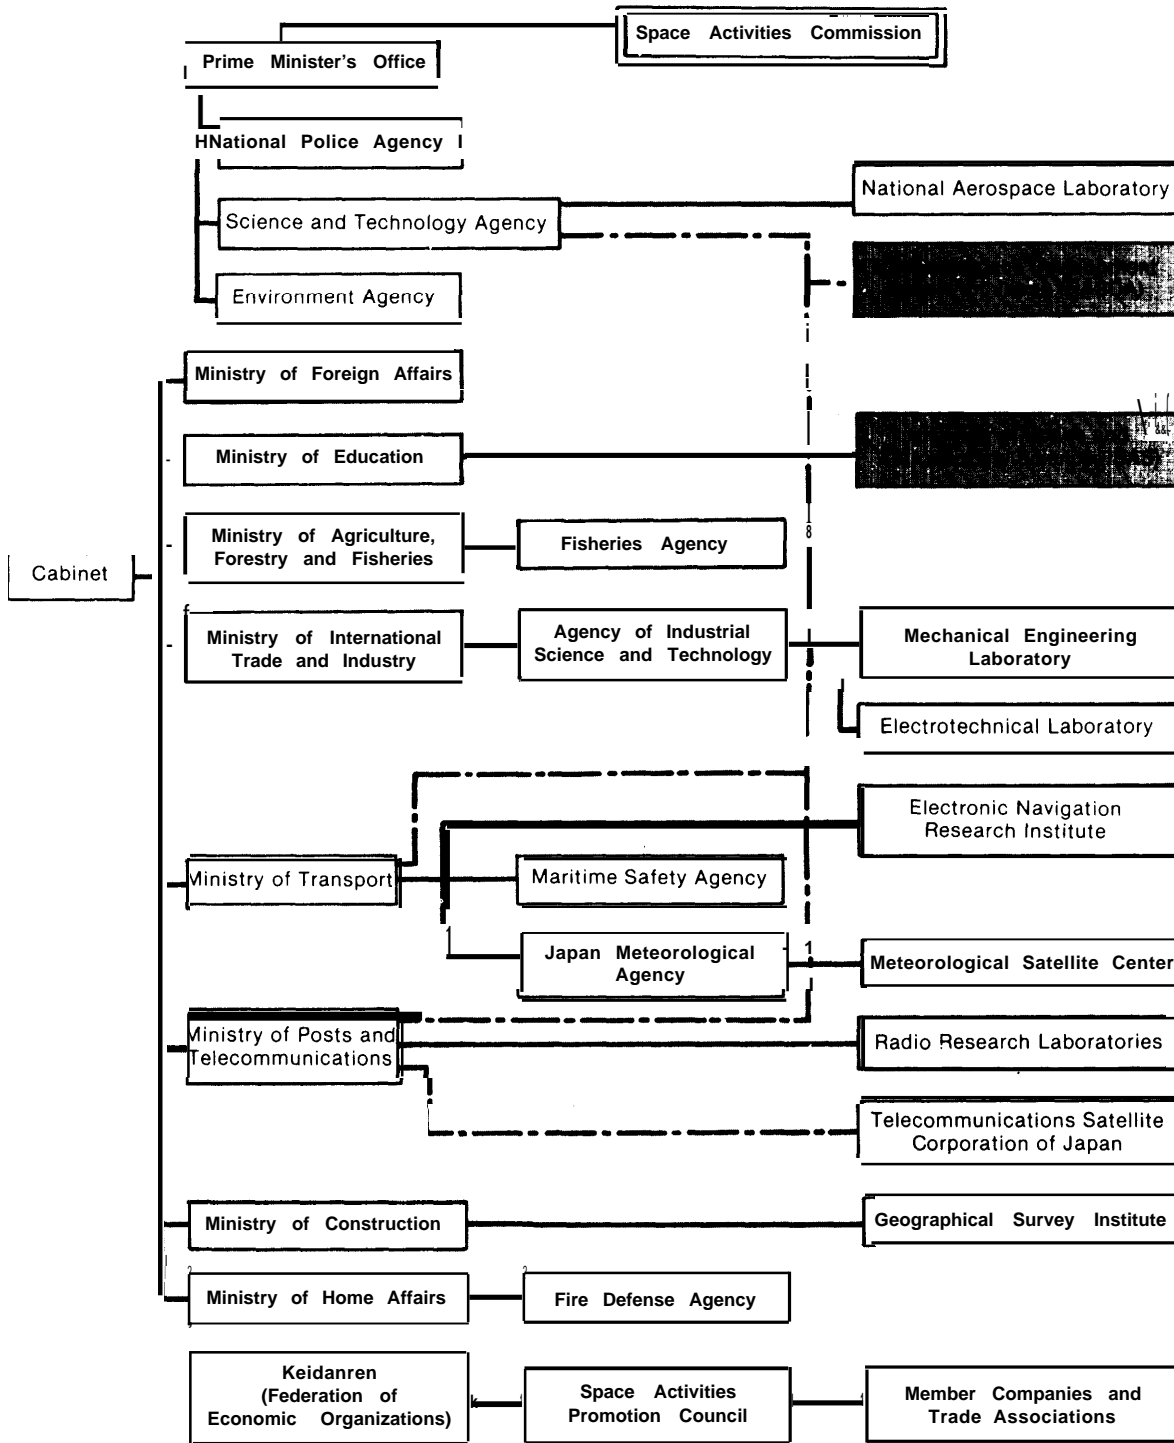 Space Activities Commission
Prime Minister's Office
HNational Police Agency
National Aerospace Laboratory
Science and Technology Agency
Environment Agency
Ministry of Foreign Affairs
Ministry of Education
Ministry of Agriculture,
Forestry and Fisheries
Fisheries Agency
8
Cabinet
Ministry of International
Trade and Industry
Agency of Industrial
Science and Technology
Mechanical Engineering
Laboratory
Electrotechnical Laboratory
Electronic Navigation
Research Institute
Ministry of Transport
Maritime Safety Agency
Japan Meteorological
Agency
1
1
Meteorological Satellite Center
Ministry of Posts and
Telecommunications
Radio Research Laboratories
Telecommunications Satellite
Corporation of Japan
Ministry of Construction
Geographical Survey Institute
Ministry of Home Affairs
Fire Defense Agency
Keidanren
(Federation of
Economic Organizations)
Space Activities
Promotion Council
Member Companies and
Trade Associations